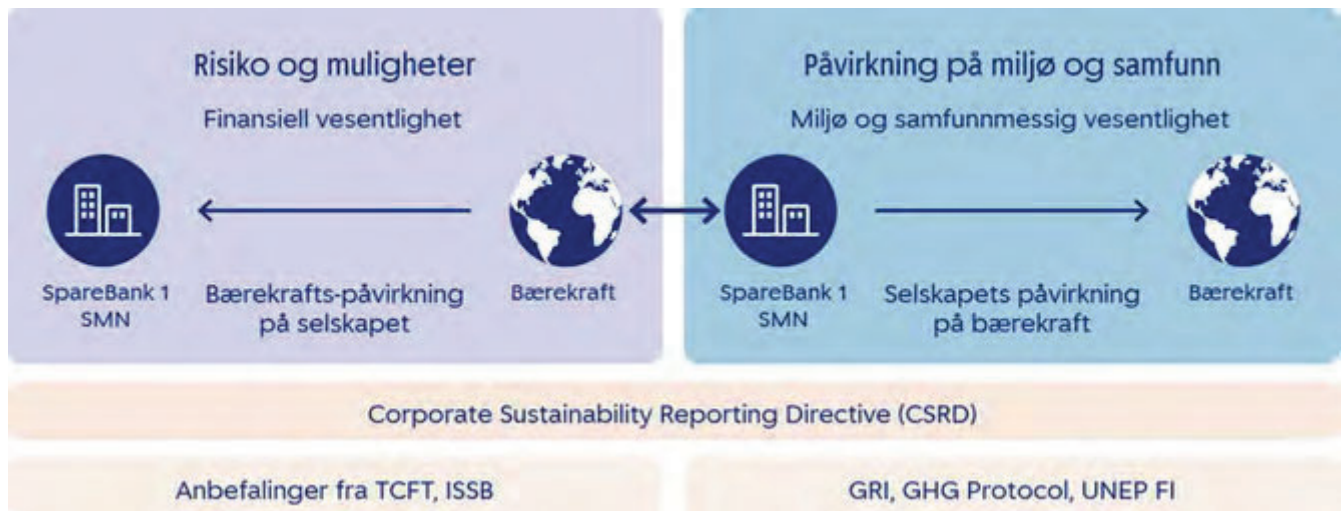 Risiko og muligheter
Finansiell vesentlighet
SpareBank 1
SMN
Bærekrafts-påvirkning
på selskapet
Bærekraft
Påvirkning på miljø og samfunn
Miljø og samfunnmessig vesentlighet
SpareBank 1
SMN
Selskapets påvirkning
på bærekraft
Bærekraft
Corporate Sustainability Reporting Directive (CSRD)
Anbefalinger fra TCFT, ISSB
GRI, GHG Protocol, UNEP FI